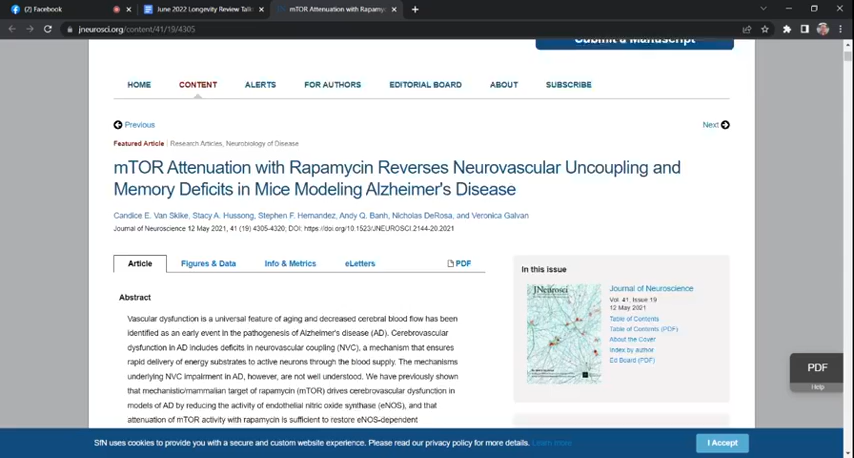 (2) Facebook
June 2022 Longevity Review Talk
mTOR Attenuation with Rapamy
jneurosci.org/content/41/19/4305
Submit a Manuscript
HOME CONTENT ALERTS FOR AUTHORS EDITORIAL BOARD ABOUT SUBSCRIBE
Previous Next
Featured Article | Research Articles, Neurobiology of Disease
mTOR Attenuation with Rapamycin Reverses Neurovascular Uncoupling and
Memory Deficits in Mice Modeling Alzheimer's Disease
Candice E. Van Skike, Stacy A. Hussong, Stephen F. Hernandez, Andy Q. Banh, Nicholas DeRosa, and Veronica Galvan
Journal of Neuroscience 12 May 2021, 41 (19) 4305-4320; DOI: https://doi.org/10.1523/JNEUROSCI.2144-20.2021
Article Figures & Data Info & Metrics eLetters PDF
Abstract
Vascular dysfunction is a universal feature of aging and decreased cerebral blood flow has been
identified as an early event in the pathogenesis of Alzheimer's disease (AD). Cerebrovascular
dysfunction in AD includes deficits in neurovascular coupling (NVC), a mechanism that ensures
rapid delivery of energy substrates to active neurons through the blood supply. The mechanisms
underlying NVC impairment in AD, however, are not well understood. We have previously shown
that mechanistic/mammalian target of rapamycin (mTOR) drives cerebrovascular dysfunction in
models of AD by reducing the activity of endothelial nitric oxide synthase (eNOS), and that
attenuation of mTOR activity with rapamycin is sufficient to restore eNOS-dependent
In this issue
JNeurosci
Journal of Neuroscience
Vol. 41, Issue 19
12 May 2021
Table of Contents
Table of Contents (PDF)
About the Cover
Index by author
Ed Board (PDF)
PDF
Help
SfN uses cookies to provide you with a secure and custom website experience. Please read our privacy policy for more details. Learn more
I Accept